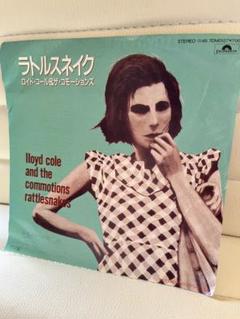 ラトルスネイク
ロイド・コール&ザ・コモーションズ
STEREO
polydor
lloyd cole
and the
commotions
rattlesnakes